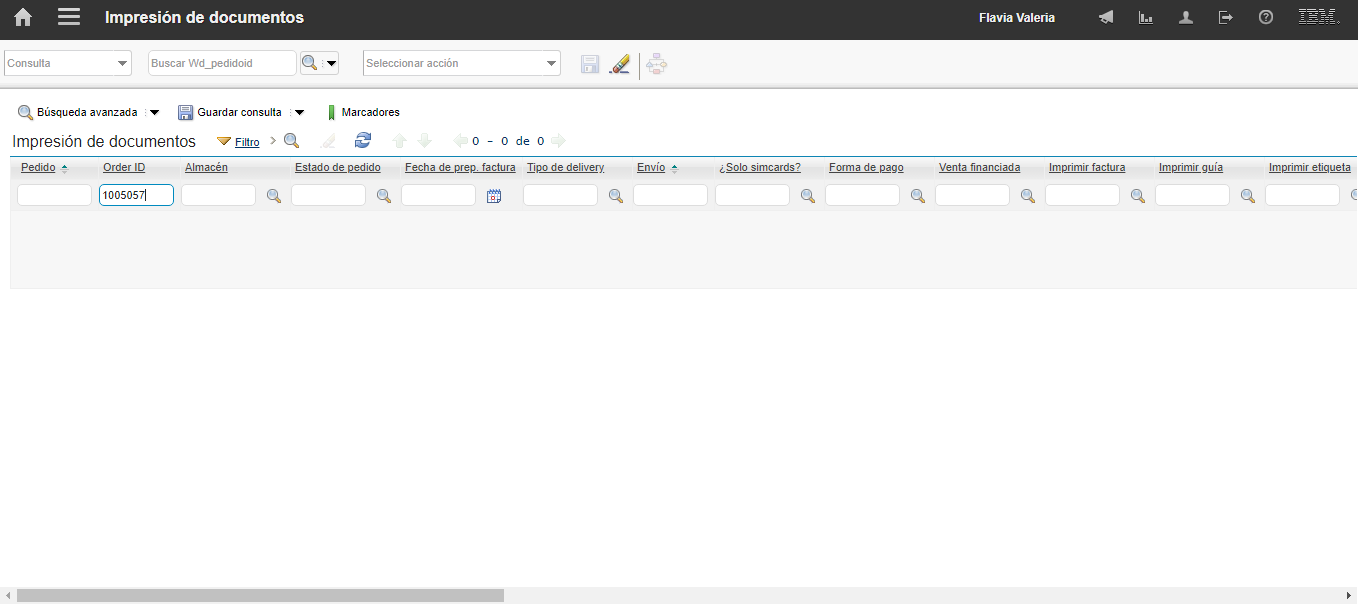 Impresión de documentos
Flavia Valeria
IBM.
Consulta
Buscar Wd_pedidoid
Seleccionar acción
Búsqueda avanzada
Guardar consulta
Marcadores
Impresión de documentos
Filtro
0 - 0 de 0
Pedido Order ID Almacén Estado de pedido Fecha de prep. factura Tipo de delivery Envío ¿Solo simcards? Forma de pago Venta financiada Imprimir factura Imprimir guía Imprimir etiqueta
1005057